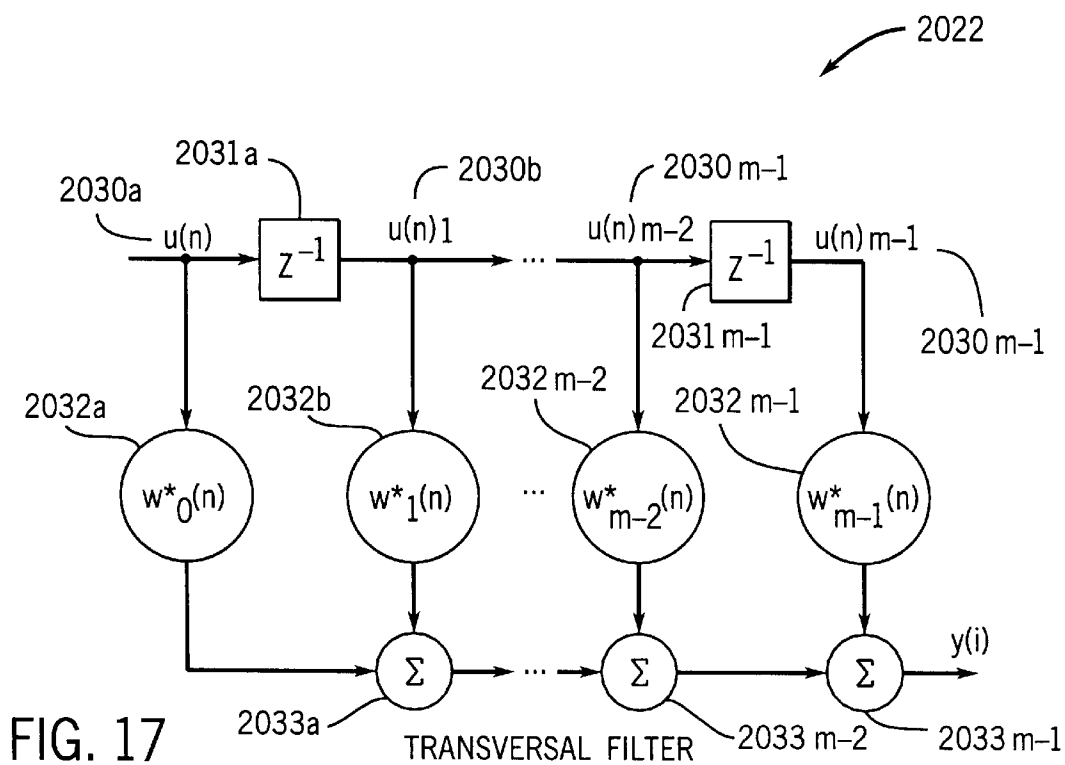 2022
2031a
2030a
2030b
2030 m–1
u(n)
Z⁻¹
u(n) 1
...
u(n) m–2
Z⁻¹
u(n) m–1
2031 m–1
2030 m–1
2032a
2032b
2032 m–2
2032 m–1
w*₀(n)
w*₁(n)
...
w*ₘ₋₂(n)
w*ₘ₋₁(n)
Σ
...
Σ
Σ
y(i)
2033a
2033 m–2
2033 m–1
FIG. 17
TRANSVERSAL FILTER